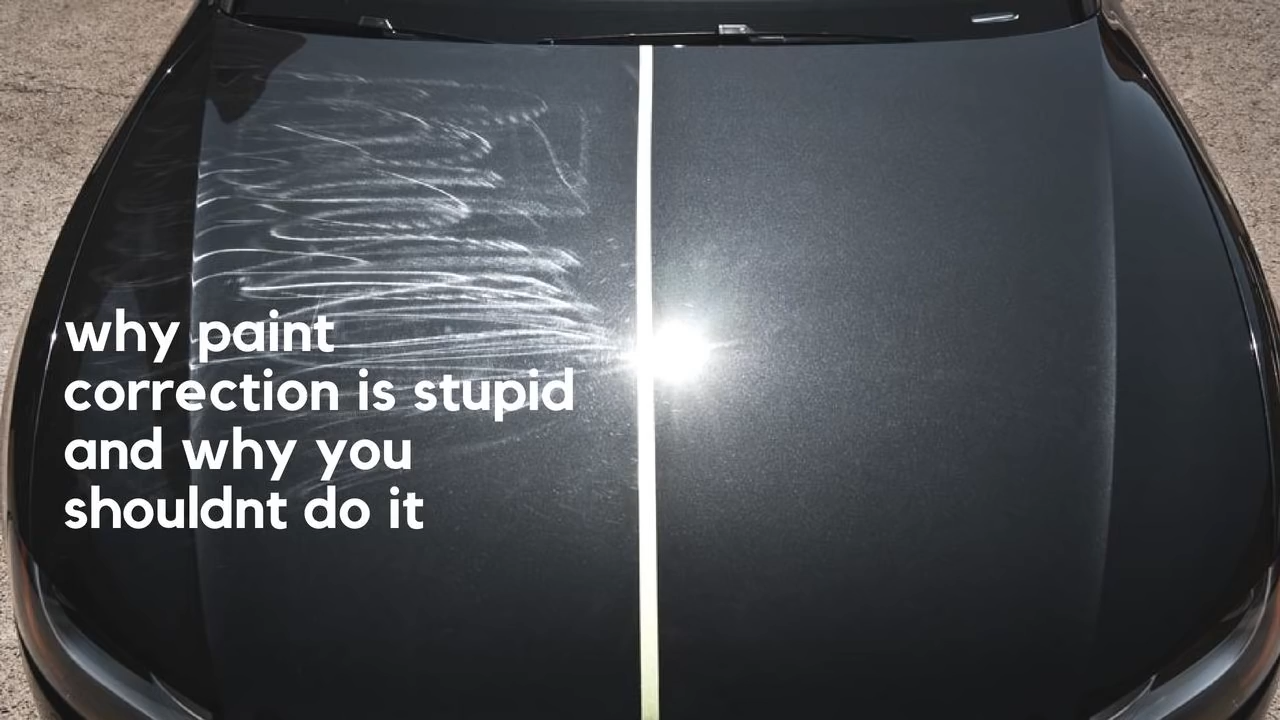 why paint
correction is stupid
and why you
shouldnt do it